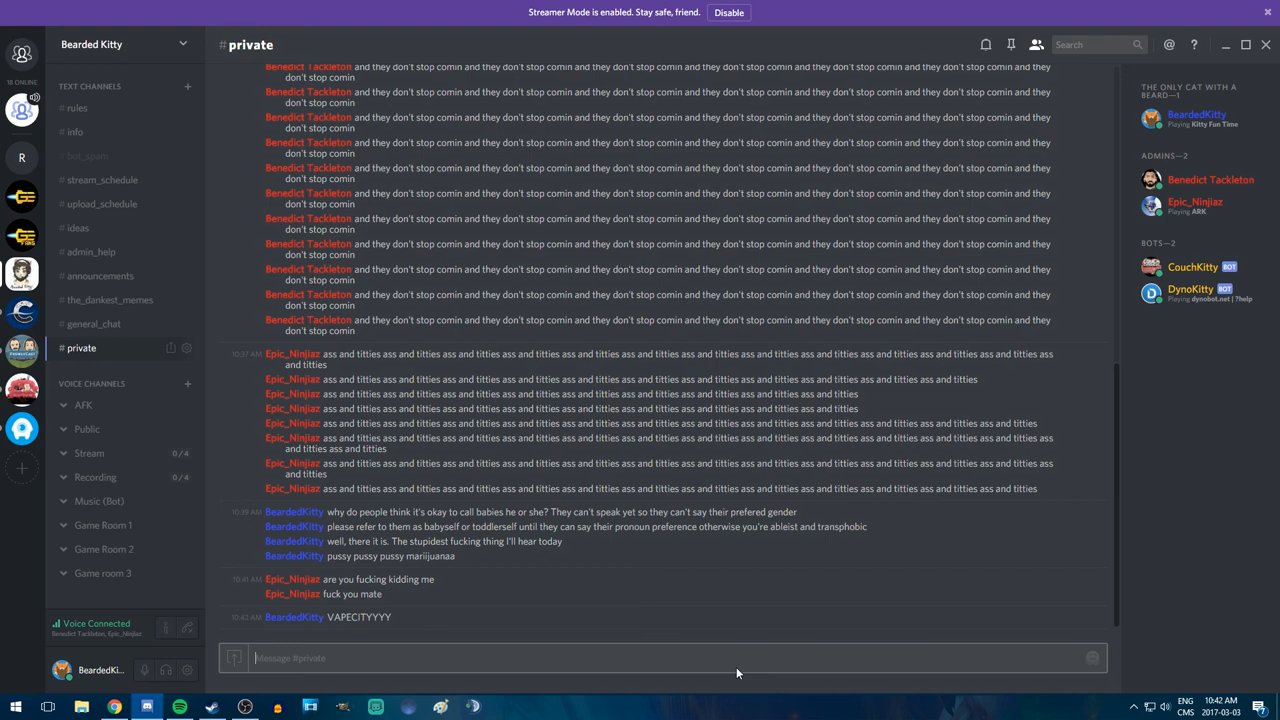 Streamer Mode is enabled. Stay safe, friend. Disable
Bearded Kitty
#private
Search
18 ONLINE
R
TEXT CHANNELS
# rules
# info
# bot_spam
# stream_schedule
# upload_schedule
# ideas
# admin_help
# announcements
# the_dankest_memes
# general_chat
# private
VOICE CHANNELS
AFK
Public
Stream 0/4
Recording 0/4
Music (Bot)
Game Room 1
Game Room 2
Game room 3
Voice Connected
Benedict Tackleton, Epic_Ninjiaz
BeardedKi...
Benedict Tackleton and they don't stop comin and they don't stop comin and they don't stop comin and they don't stop comin and they don't stop comin and they
don't stop comin
Benedict Tackleton and they don't stop comin and they don't stop comin and they don't stop comin and they don't stop comin and they don't stop comin and they
don't stop comin
Benedict Tackleton and they don't stop comin and they don't stop comin and they don't stop comin and they don't stop comin and they don't stop comin and they
don't stop comin
Benedict Tackleton and they don't stop comin and they don't stop comin and they don't stop comin and they don't stop comin and they don't stop comin and they
don't stop comin
Benedict Tackleton and they don't stop comin and they don't stop comin and they don't stop comin and they don't stop comin and they don't stop comin and they
don't stop comin
Benedict Tackleton and they don't stop comin and they don't stop comin and they don't stop comin and they don't stop comin and they don't stop comin and they
don't stop comin
Benedict Tackleton and they don't stop comin and they don't stop comin and they don't stop comin and they don't stop comin and they don't stop comin and they
don't stop comin
Benedict Tackleton and they don't stop comin and they don't stop comin and they don't stop comin and they don't stop comin and they don't stop comin and they
don't stop comin
Benedict Tackleton and they don't stop comin and they don't stop comin and they don't stop comin and they don't stop comin and they don't stop comin and they
don't stop comin
Benedict Tackleton and they don't stop comin and they don't stop comin and they don't stop comin and they don't stop comin and they don't stop comin and they
don't stop comin
Benedict Tackleton and they don't stop comin and they don't stop comin and they don't stop comin and they don't stop comin and they don't stop comin and they
don't stop comin
10:37 AM Epic_Ninjiaz ass and titties ass and titties ass and titties ass and titties ass and titties ass and titties ass and titties ass and titties ass and titties ass and titties ass and titties ass
and titties
Epic_Ninjiaz ass and titties ass and titties ass and titties ass and titties ass and titties ass and titties ass and titties ass and titties ass and titties ass and titties ass and titties
Epic_Ninjiaz ass and titties ass and titties ass and titties ass and titties ass and titties ass and titties ass and titties ass and titties ass and titties
Epic_Ninjiaz ass and titties ass and titties ass and titties ass and titties ass and titties ass and titties ass and titties ass and titties ass and titties
Epic_Ninjiaz ass and titties ass and titties ass and titties ass and titties ass and titties ass and titties ass and titties ass and titties ass and titties ass and titties ass and titties ass and titties
Epic_Ninjiaz ass and titties ass and titties ass and titties ass and titties ass and titties ass and titties ass and titties ass and titties ass and titties ass and titties ass and titties ass and
titties ass and titties
Epic_Ninjiaz ass and titties ass and titties ass and titties ass and titties ass and titties ass and titties ass and titties ass and titties ass and titties ass and titties ass and titties ass
and titties
Epic_Ninjiaz ass and titties ass and titties ass and titties ass and titties ass and titties ass and titties ass and titties ass and titties ass and titties ass and titties ass and titties ass and titties
10:39 AM BeardedKitty why do people think it's okay to call babies he or she? They can't speak yet so they can't say their prefered gender
BeardedKitty please refer to them as babyself or toddlerself until they can say their pronoun preference otherwise you're ableist and transphobic
BeardedKitty well, there it is. The stupidest fucking thing I'll hear today
BeardedKitty pussy pussy pussy mariijuanaa
10:41 AM Epic_Ninjiaz are you fucking kidding me
Epic_Ninjiaz fuck you mate
10:42 AM BeardedKitty VAPECITYYYY
Message #private
THE ONLY CAT WITH A
BEARD—1
BeardedKitty
Playing Kitty Fun Time
ADMINS—2
Benedict Tackleton
Epic_Ninjiaz
Playing ARK
BOTS—2
CouchKitty BOT
DynoKitty BOT
Playing dynobot.net | ?help
ENG
CMS
10:42 AM
2017-03-03